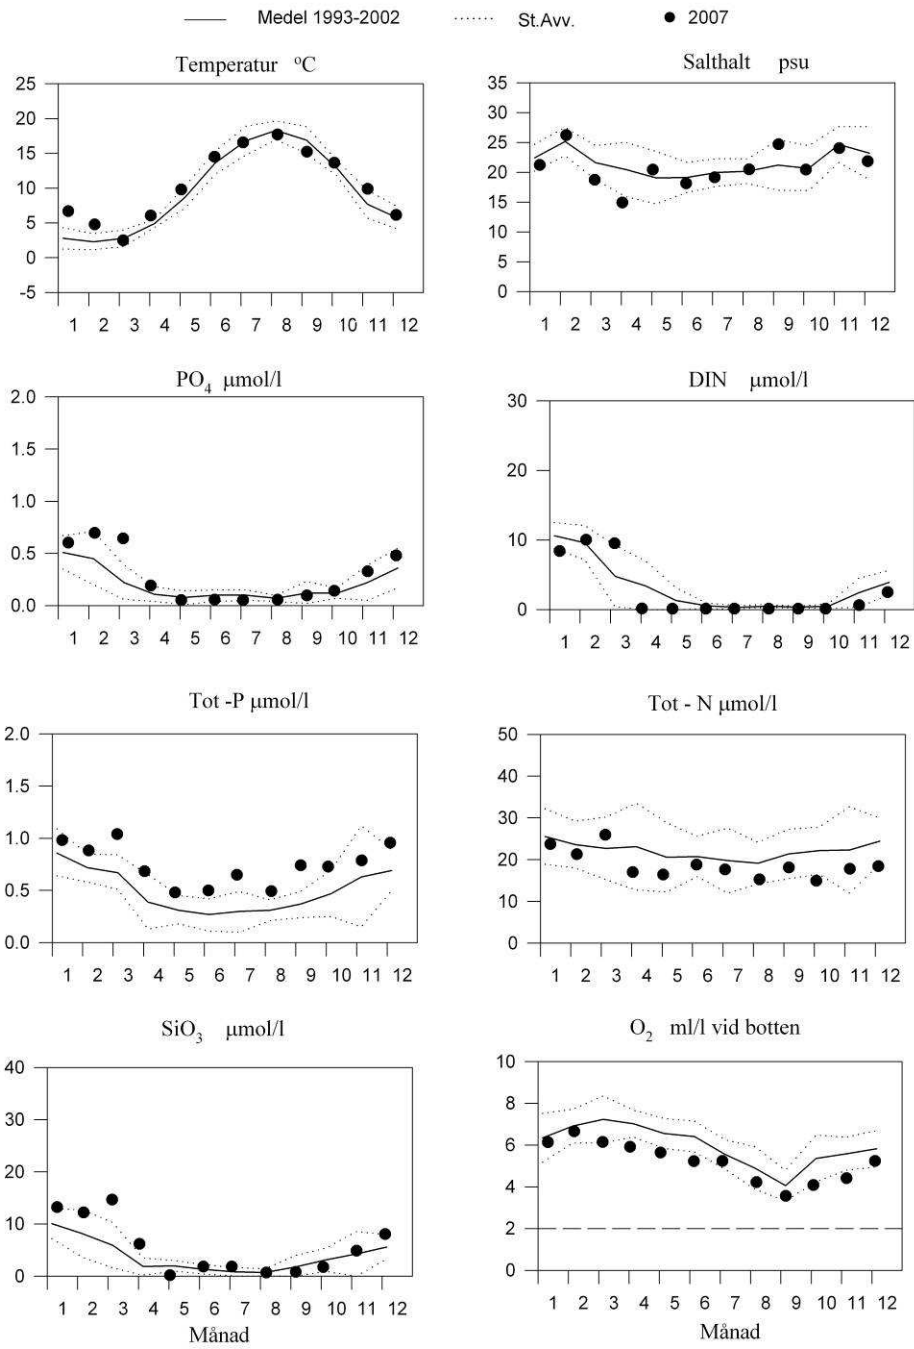 Medel 1993-2002 St.Avv. 2007
Temperatur °C
25
20
15
10
5
0
-5
1 2 3 4 5 6 7 8 9 10 11 12
Salthalt psu
35
30
25
20
15
10
5
0
1 2 3 4 5 6 7 8 9 10 11 12
PO₄ µmol/l
2.0
1.5
1.0
0.5
0.0
1 2 3 4 5 6 7 8 9 10 11 12
DIN µmol/l
30
20
10
0
1 2 3 4 5 6 7 8 9 10 11 12
Tot -P µmol/l
2.0
1.5
1.0
0.5
0.0
1 2 3 4 5 6 7 8 9 10 11 12
Tot - N µmol/l
50
40
30
20
10
0
1 2 3 4 5 6 7 8 9 10 11 12
SiO₃ µmol/l
40
30
20
10
0
1 2 3 4 5 6 7 8 9 10 11 12
Månad
O₂ ml/l vid botten
10
8
6
4
2
0
1 2 3 4 5 6 7 8 9 10 11 12
Månad